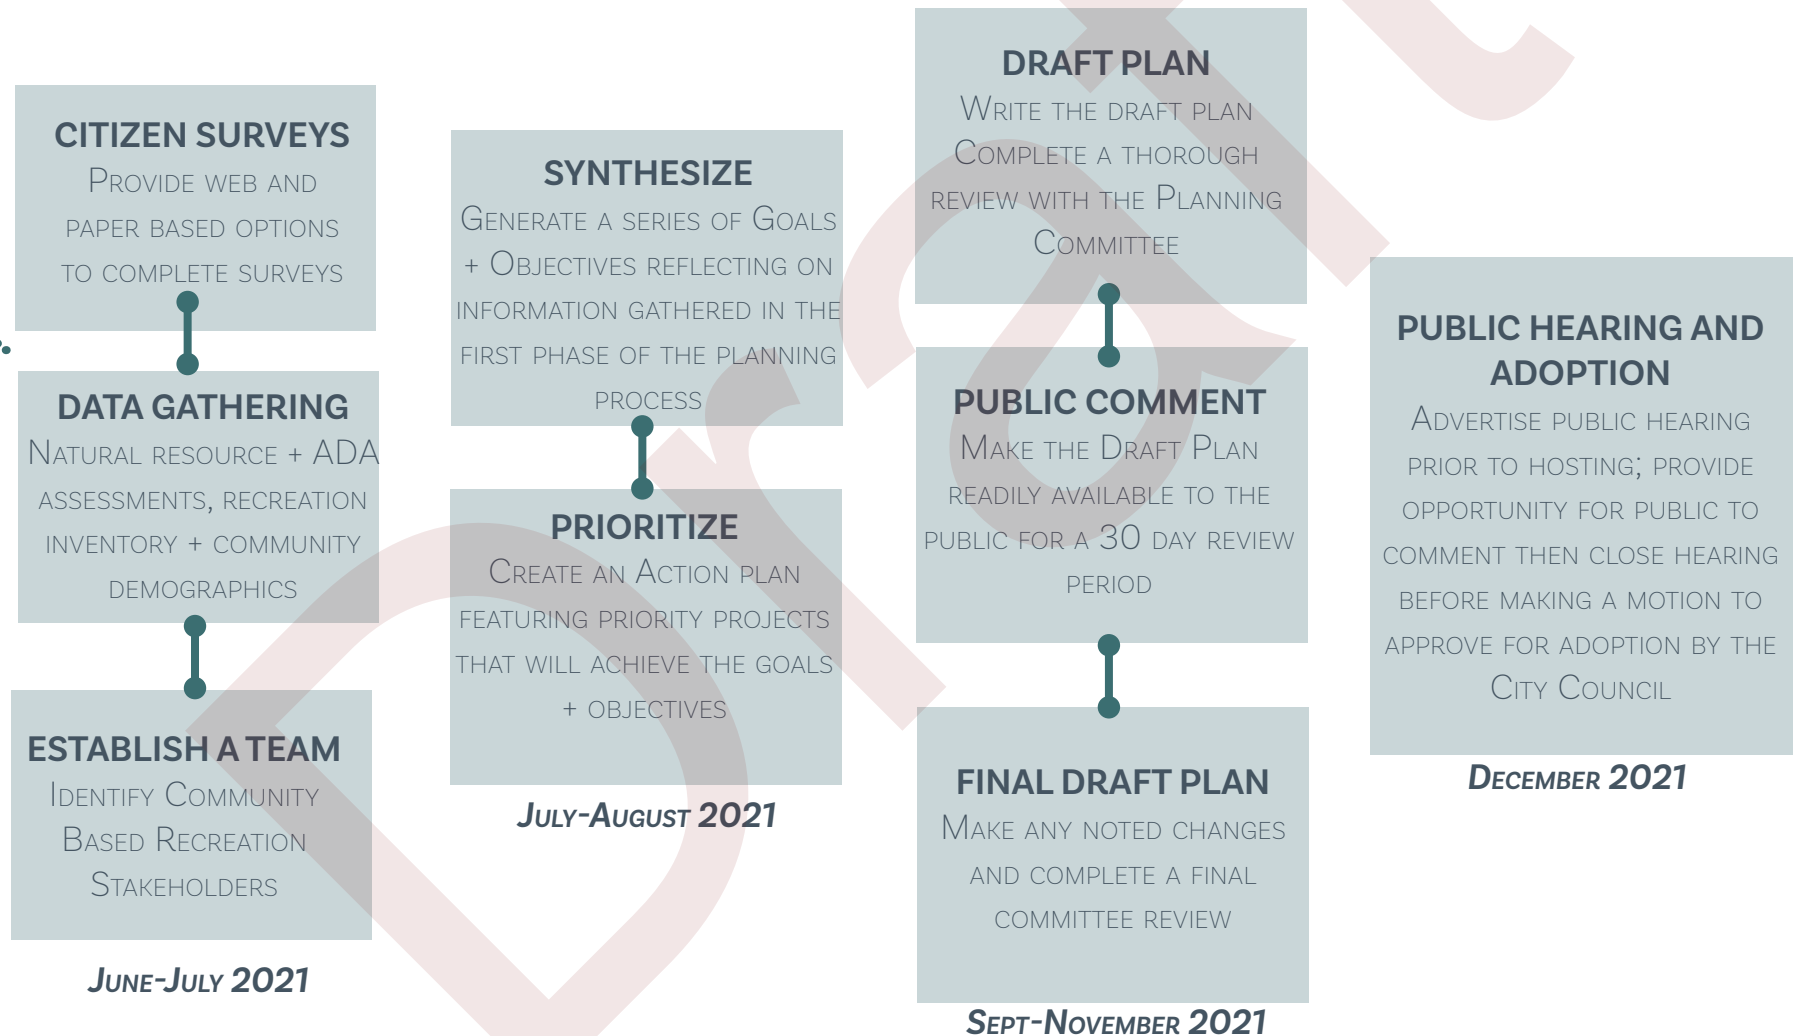 CITIZEN SURVEYS
Provide web and
paper based options
to complete surveys
DATA GATHERING
Natural resource + ADA
assessments, recreation
inventory + community
demographics
ESTABLISH A TEAM
Identify Community
Based Recreation
Stakeholders
June-July 2021
SYNTHESIZE
Generate a series of Goals
+ Objectives reflecting on
information gathered in the
first phase of the planning
process
PRIORITIZE
Create an Action plan
featuring priority projects
that will achieve the goals
+ objectives
July-August 2021
DRAFT PLAN
Write the draft plan
Complete a thorough
review with the Planning
Committee
PUBLIC COMMENT
Make the Draft Plan
readily available to the
public for a 30 day review
period
FINAL DRAFT PLAN
Make any noted changes
and complete a final
committee review
Sept-November 2021
PUBLIC HEARING AND
ADOPTION
Advertise public hearing
prior to hosting; provide
opportunity for public to
comment then close hearing
before making a motion to
approve for adoption by the
City Council
December 2021
Draft